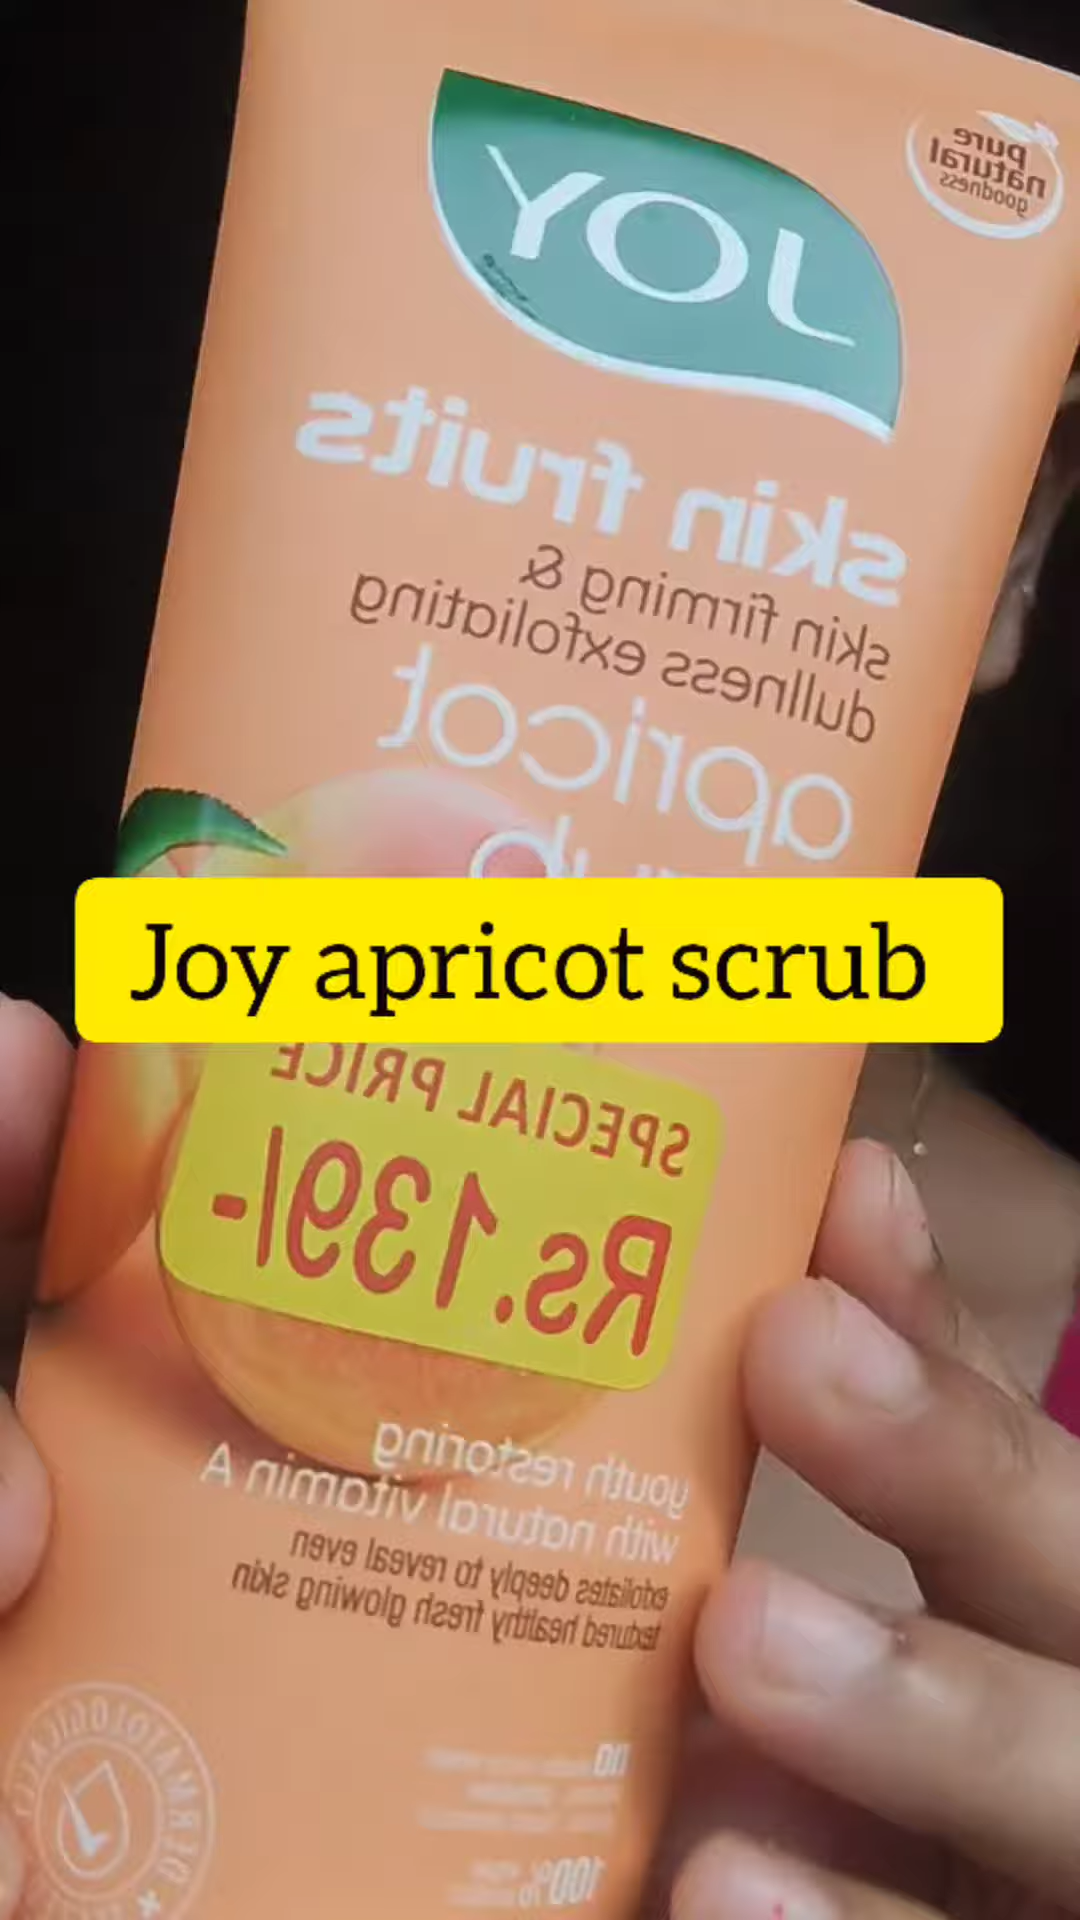 pure
natural
goodness
JOY
skin fruits
skin firming &
dullness exfoliating
apricot
Joy apricot scrub
SPECIAL PRICE
Rs.139/-
youth restoring
with natural vitamin A
exfoliates deeply to reveal even
textured healthy fresh glowing skin
no
100%